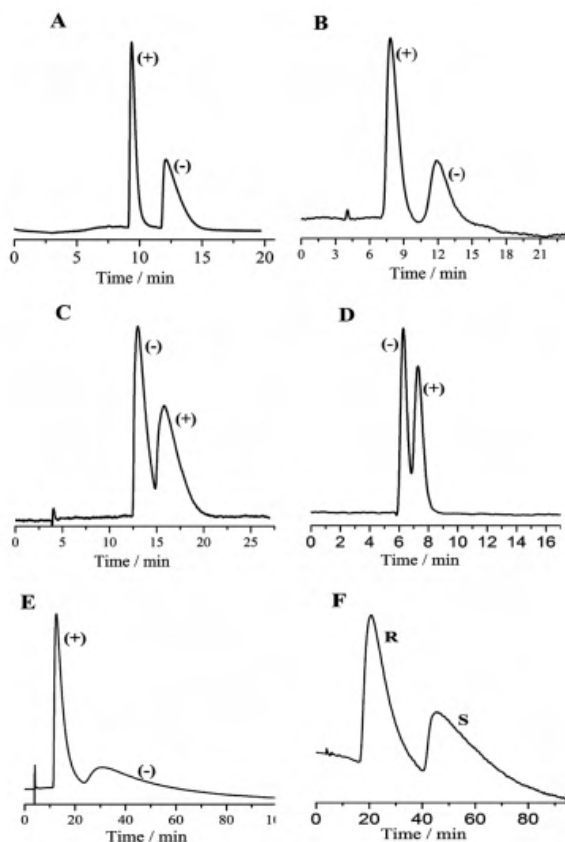 A
(+)
(-)
0 5 10 15 20
Time / min
B
(+)
(-)
0 3 6 9 12 15 18 21
Time / min
C
(-)
(+)
0 5 10 15 20 25
Time / min
D
(-)
(+)
0 2 4 6 8 10 12 14 16
Time / min
E
(+)
(-)
0 20 40 60 80 100
Time / min
F
R
S
0 20 40 60 80
Time / min